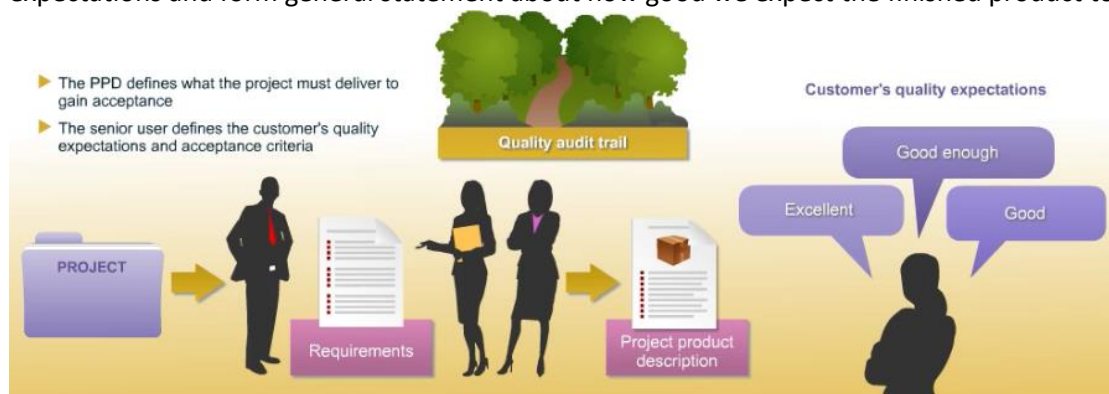 expectations and form general statement about how good we expect the finished product to
The PPD defines what the project must deliver to
gain acceptance
The senior user defines the customer's quality
expectations and acceptance criteria
Quality audit trail
Customer's quality expectations
Good enough
Excellent
Good
PROJECT
Requirements
Project product
description